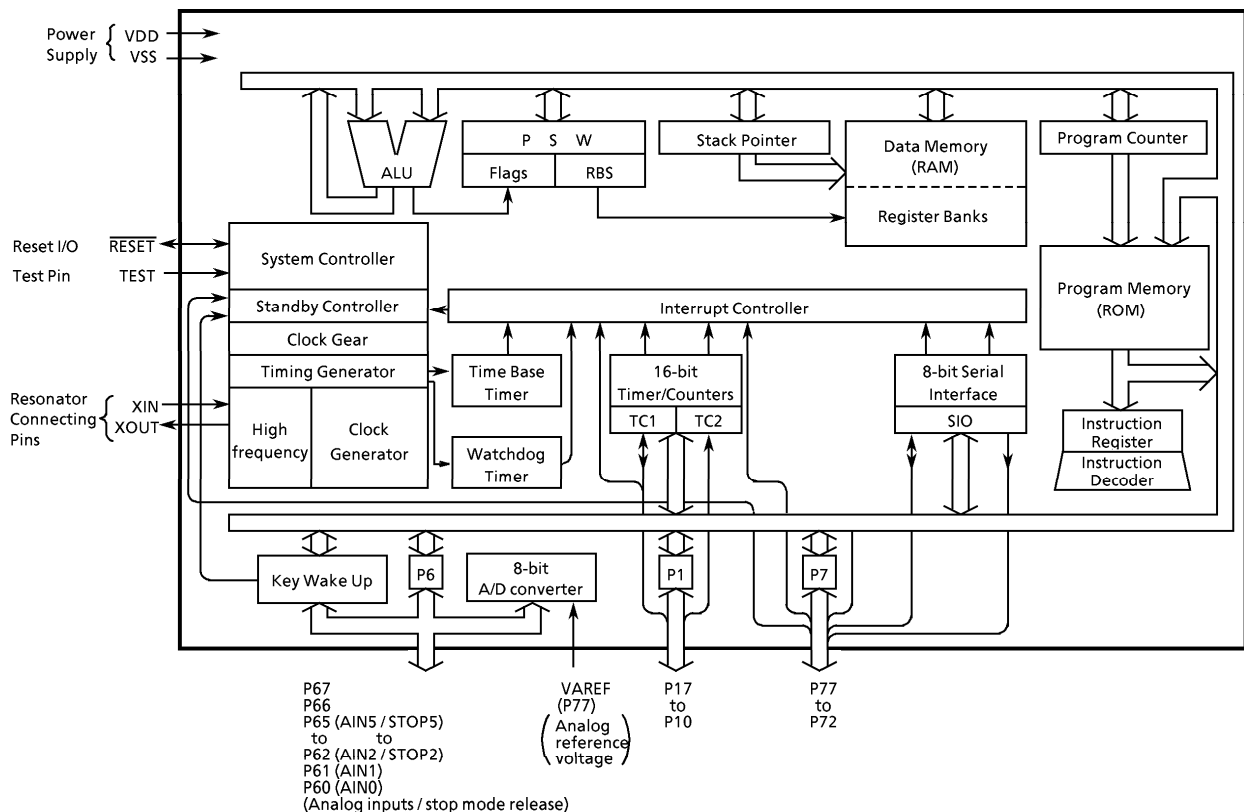 Power Supply
VDD
VSS
P S W
Stack Pointer
Data Memory
(RAM)
Program Counter
ALU
Flags
RBS
Register Banks
Reset I/O
RESET
System Controller
Test Pin
TEST
Standby Controller
Interrupt Controller
Program Memory
(ROM)
Clock Gear
Timing Generator
Time Base
Timer
16-bit
Timer/Counters
TC1
TC2
8-bit Serial
Interface
SIO
Resonator
Connecting
Pins
XIN
XOUT
High
frequency
Clock
Generator
Watchdog
Timer
Instruction
Register
Instruction
Decoder
Key Wake Up
P6
8-bit
A/D converter
P1
P7
P67
P66
P65 (AIN5 / STOP5)
to to
P62 (AIN2 / STOP2)
P61 (AIN1)
P60 (AIN0)
(Analog inputs / stop mode release)
VAREF
(P77)
(Analog
reference
voltage)
P17
to
P10
P77
to
P72